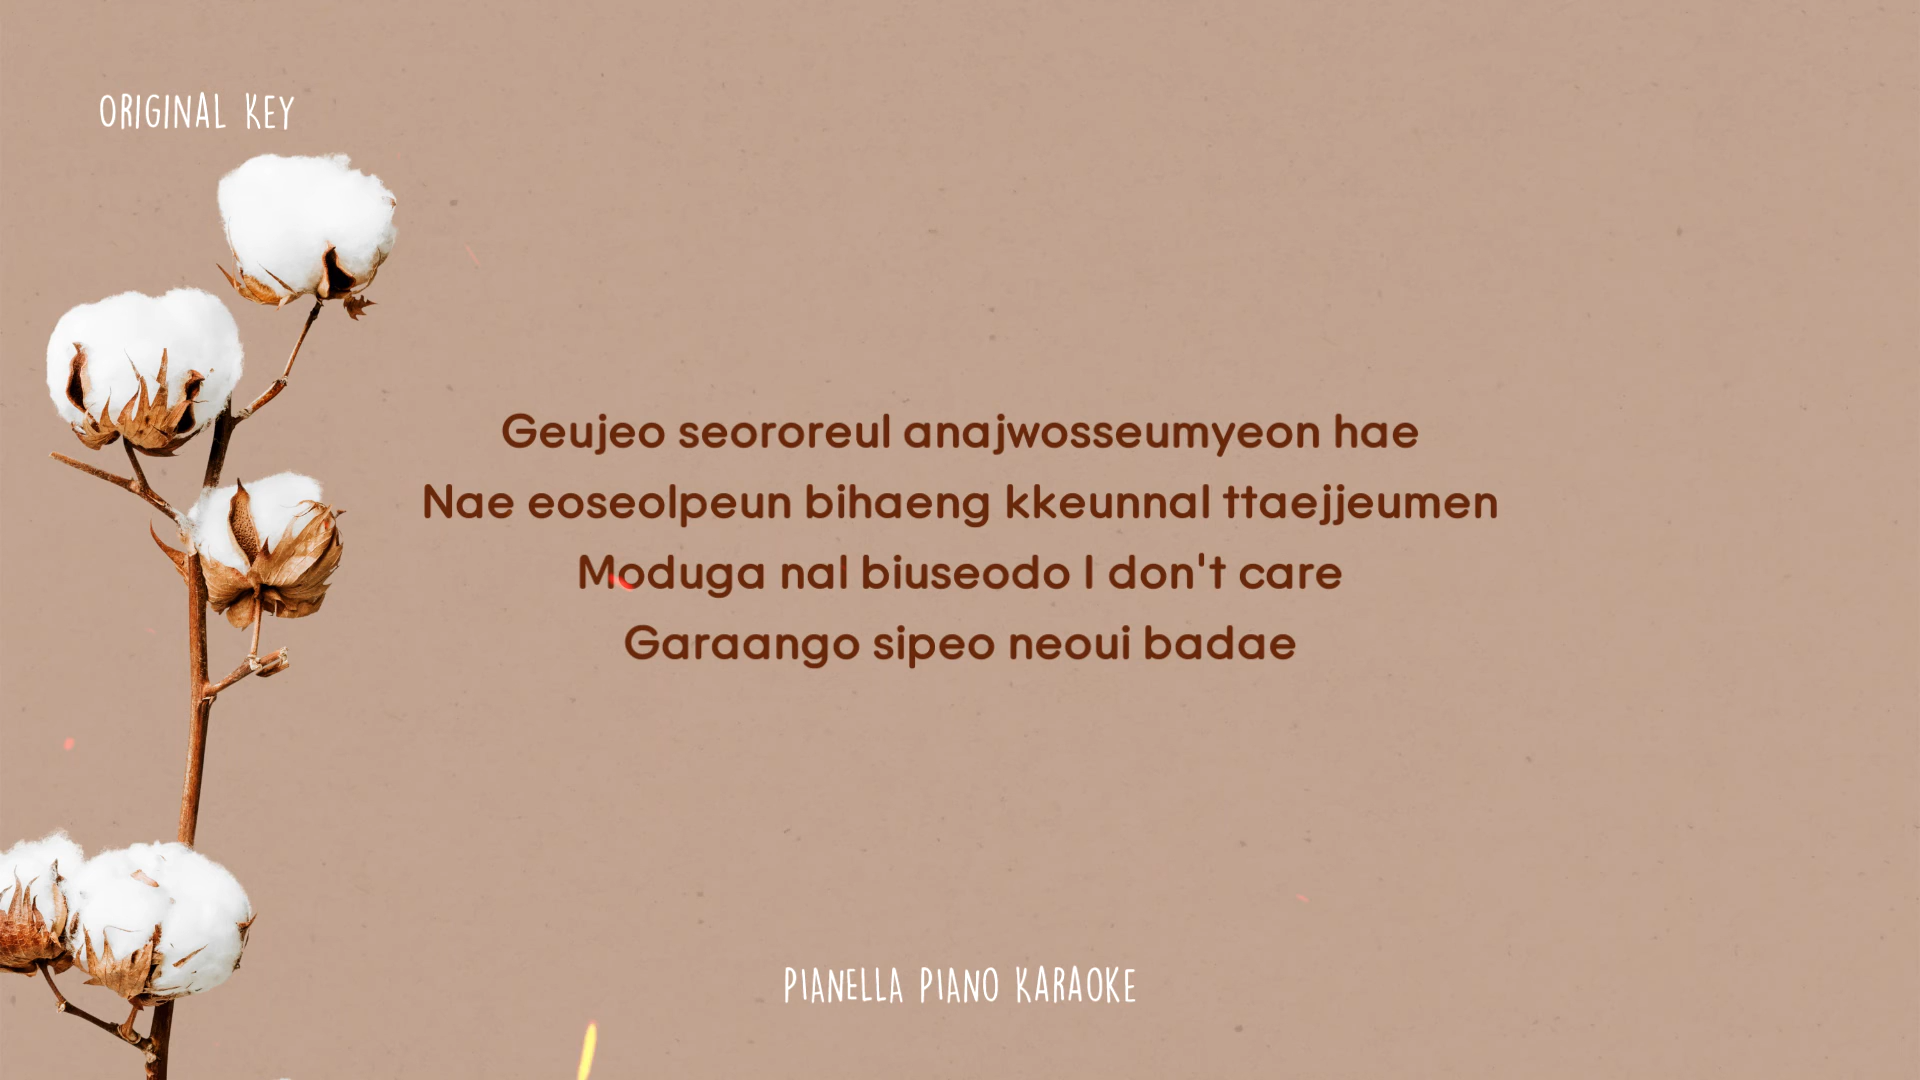 ORIGINAL KEY
Geujeo seororeul anajwosseumyeon hae
Nae eoseolpeun bihaeng kkeunnal ttaejjeumen
Moduga nal biuseodo I don't care
Garaango sipeo neoui badae
PIANELLA PIANO KARAOKE